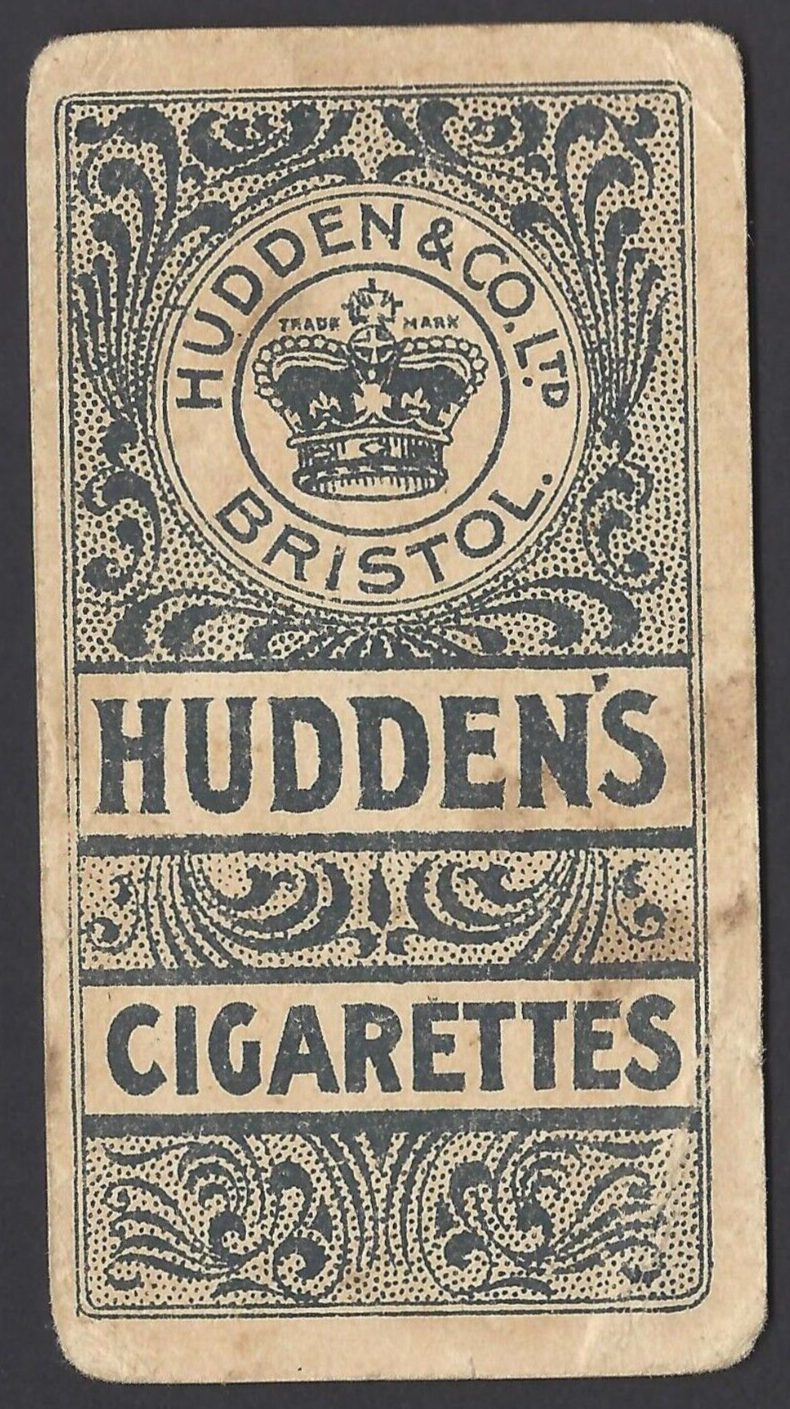 HUDDEN & CO, LTD
TRADE MARK
BRISTOL.
HUDDEN'S
CIGARETTES